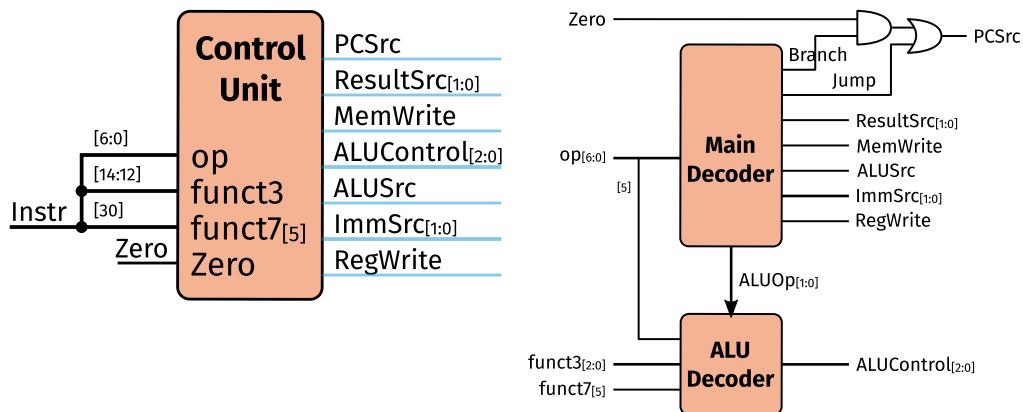 Control
Unit
PCSrc
ResultSrc[1:0]
MemWrite
ALUControl[2:0]
ALUSrc
ImmSrc[1:0]
RegWrite
[6:0]
op
[14:12]
funct3
Instr
[30]
funct7[5]
Zero
Zero
Zero
PCSrc
Branch
Jump
ResultSrc[1:0]
MemWrite
ALUSrc
ImmSrc[1:0]
RegWrite
Main
Decoder
op[6:0]
[5]
ALUOp[1:0]
ALU
Decoder
funct3[2:0]
funct7[5]
ALUControl[2:0]